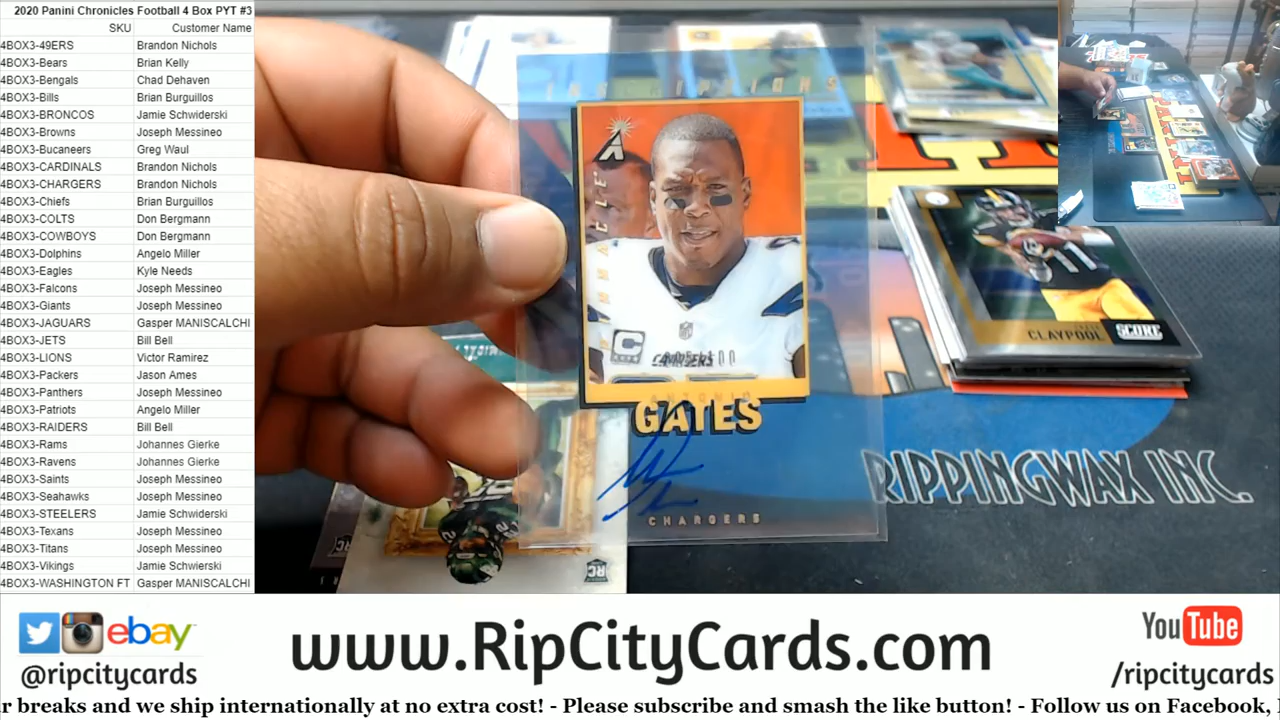 2020 Panini Chronicles Football 4 Box PYT #3
SKU Customer Name
4BOX3-49ERS Brandon Nichols
4BOX3-Bears Brian Kelly
4BOX3-Bengals Chad Dehaven
4BOX3-Bills Brian Burguillos
4BOX3-BRONCOS Jamie Schwiderski
4BOX3-Browns Joseph Messineo
4BOX3-Bucaneers Greg Waul
4BOX3-CARDINALS Brandon Nichols
4BOX3-CHARGERS Brandon Nichols
4BOX3-Chiefs Brian Burguillos
4BOX3-COLTS Don Bergmann
4BOX3-COWBOYS Don Bergmann
4BOX3-Dolphins Angelo Miller
4BOX3-Eagles Kyle Needs
4BOX3-Falcons Joseph Messineo
4BOX3-Giants Joseph Messineo
4BOX3-JAGUARS Gasper MANISCALCHI
4BOX3-JETS Bill Bell
4BOX3-LIONS Victor Ramirez
4BOX3-Packers Jason Ames
4BOX3-Panthers Joseph Messineo
4BOX3-Patriots Angelo Miller
4BOX3-RAIDERS Bill Bell
4BOX3-Rams Johannes Gierke
4BOX3-Ravens Johannes Gierke
4BOX3-Saints Joseph Messineo
4BOX3-Seahawks Joseph Messineo
4BOX3-STEELERS Jamie Schwiderski
4BOX3-Texans Joseph Messineo
4BOX3-Titans Joseph Messineo
4BOX3-Vikings Jamie Schwierski
4BOX3-WASHINGTON FT Gasper MANISCALCHI
INSCRIPTIONS
PINNACLE
C
NFL
ANTONIO
GATES
CHARGERS
RC
11
CLAYPOOL
SCORE
PANINI
RIPPINGWAX INC.
ebay
@ripcitycards
www.RipCityCards.com
YouTube
/ripcitycards
r breaks and we ship internationally at no extra cost! - Please subscribe and smash the like button! - Follow us on Facebook,